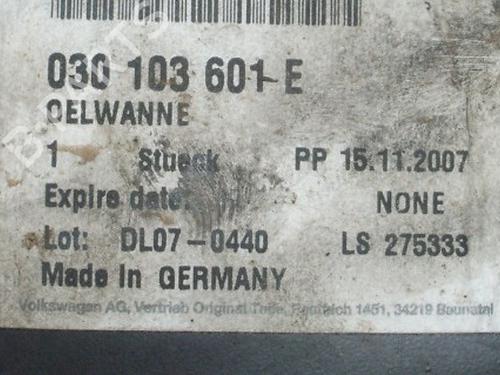 030 103 601 E
OELWANNE
1 Stueck PP 15.11.2007
Expire date: NONE
Lot: DL07-0440 LS 275333
Made In GERMANY
Volkswagen AG, Vertrieb Original Teile, Postfach 1451, 34219 Baunatal